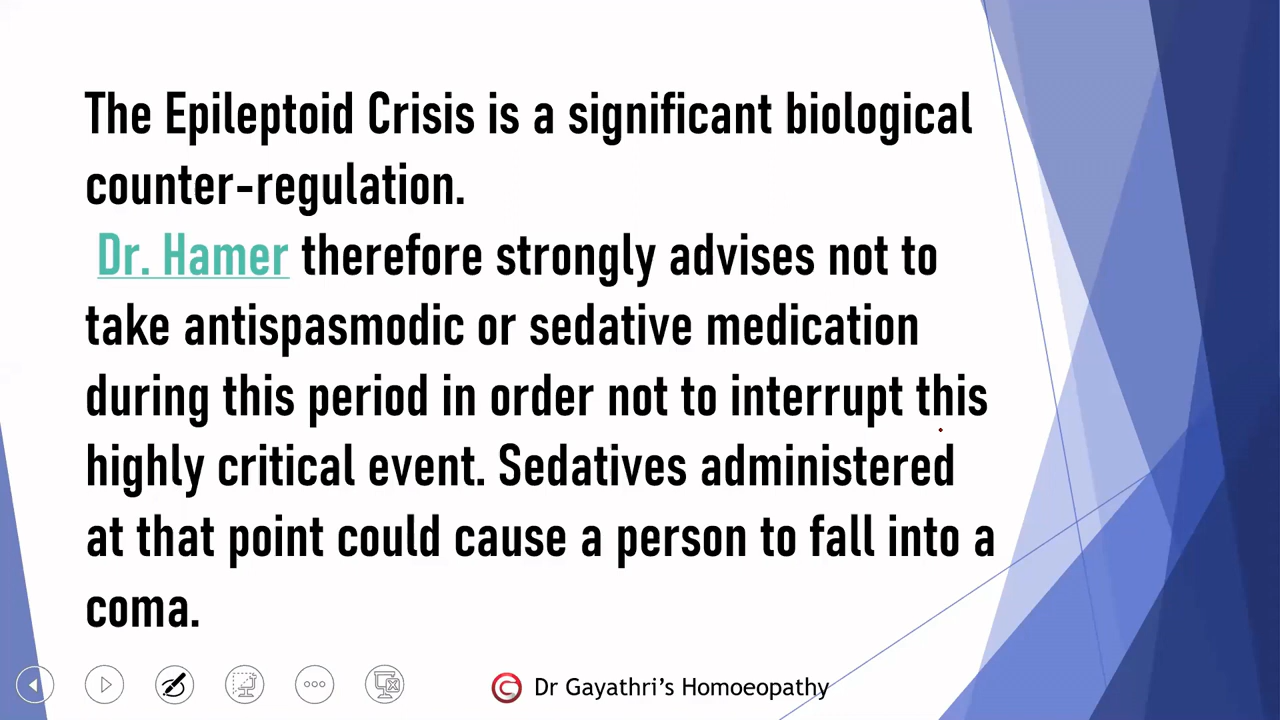 The Epileptoid Crisis is a significant biological
counter-regulation.
Dr. Hamer therefore strongly advises not to
take antispasmodic or sedative medication
during this period in order not to interrupt this
highly critical event. Sedatives administered
at that point could cause a person to fall into a
coma.
Dr Gayathri's Homoeopathy